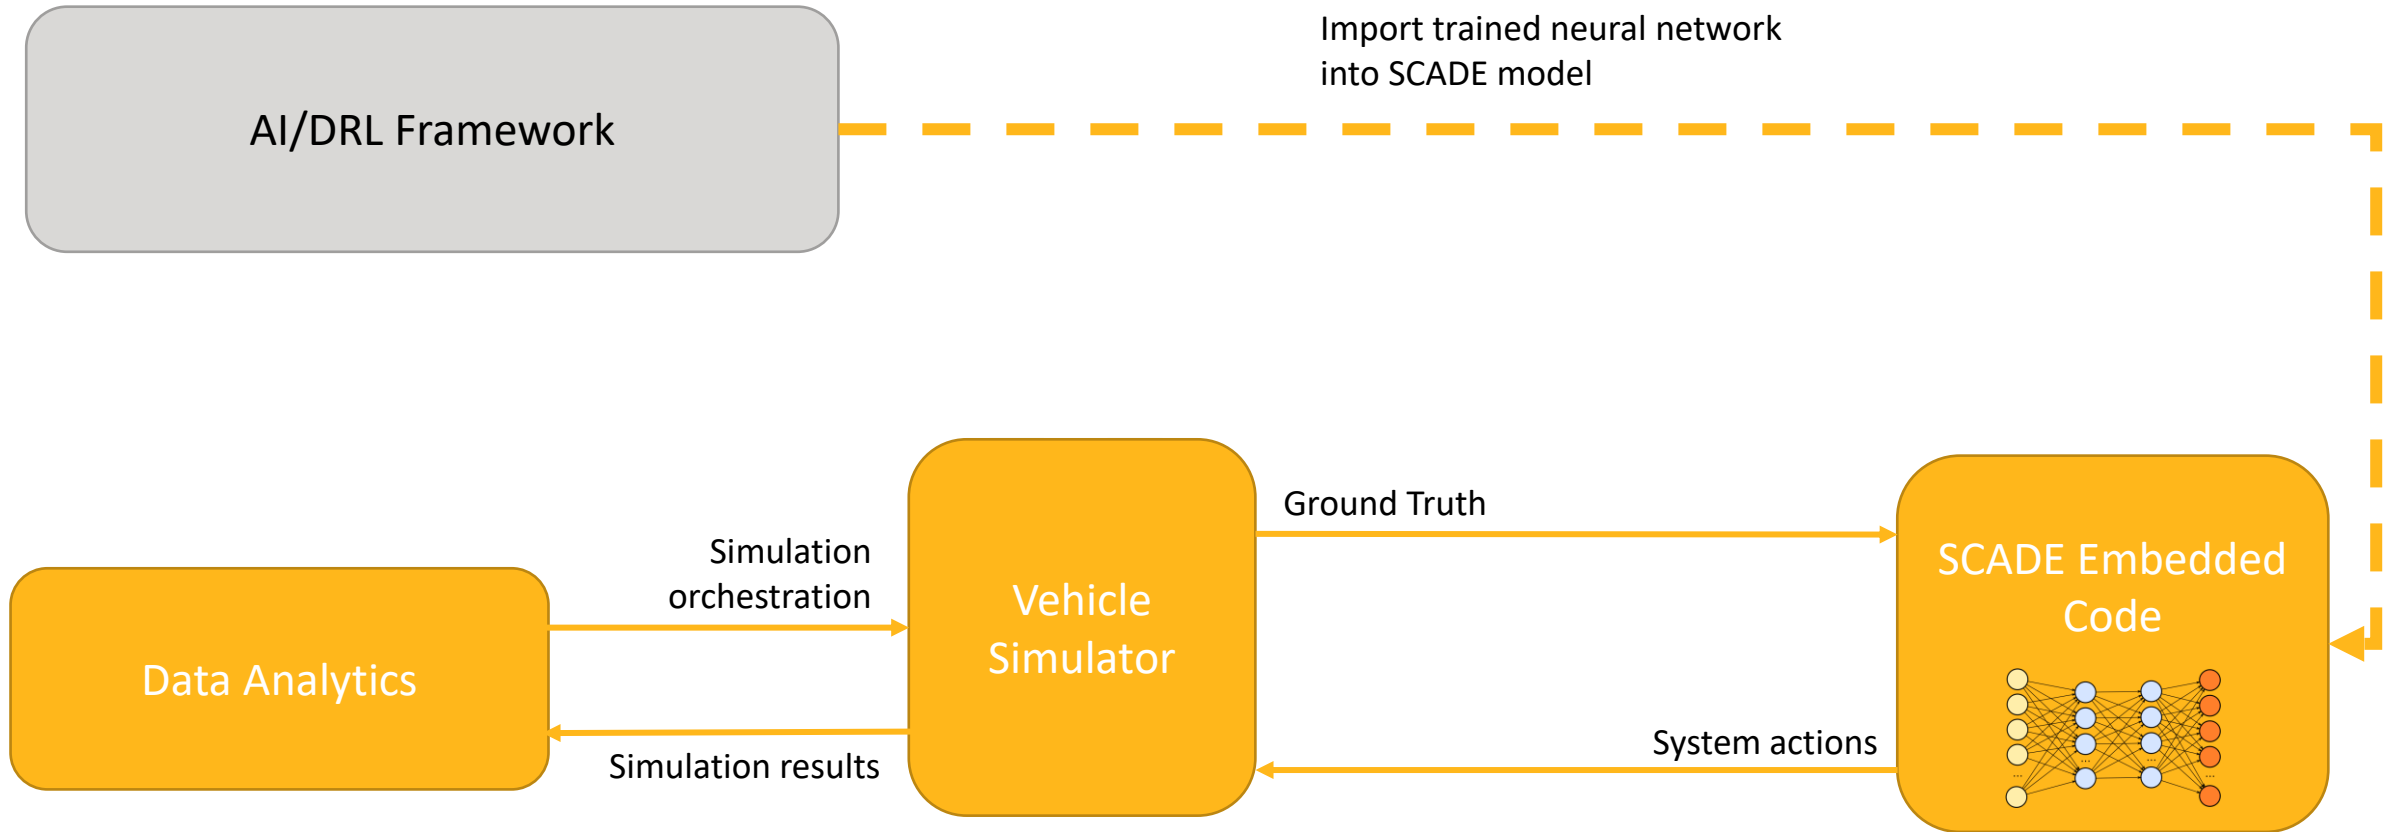 Import trained neural network
into SCADE model
AI/DRL Framework
Simulation
orchestration
Ground Truth
Vehicle
Simulator
SCADE Embedded
Code
Data Analytics
Simulation results
System actions
...
...
...
...